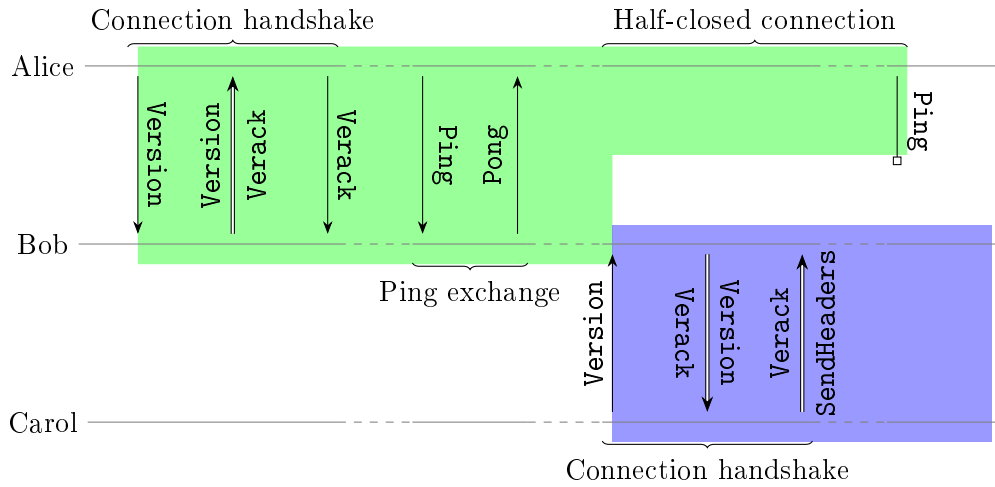 Connection handshake
Half-closed connection
Alice
Version
Version
Verack
Verack
Ping
Pong
Ping
Bob
Ping exchange
Version
Verack
Version
Verack
SendHeaders
Carol
Connection handshake